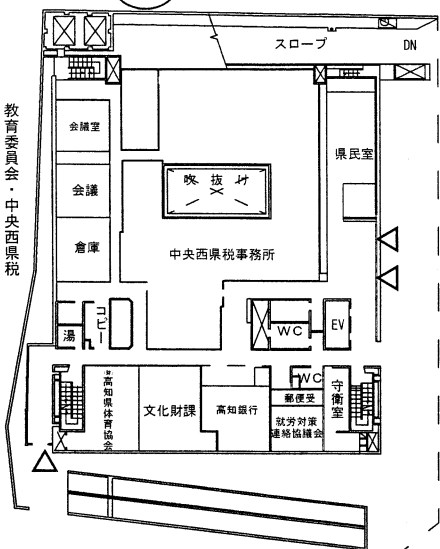 スロープ
DN
教育委員会・中央西県税
会議室
会議
倉庫
吹抜け
県民室
中央西県税事務所
湯
コピー
WC
EV
高知県体育協会
文化財課
高知銀行
WC
郵便受
就労対策
連絡協議会
守衛室